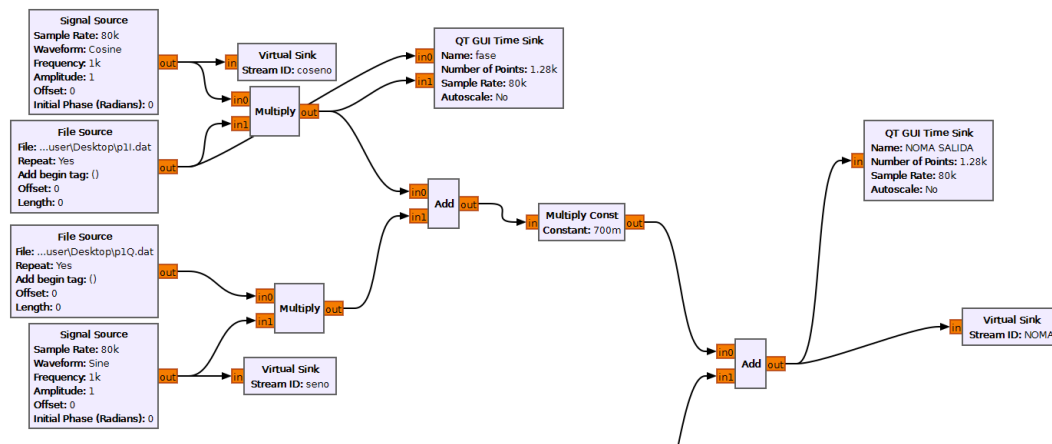 Signal Source
Sample Rate: 80k
Waveform: Cosine
Frequency: 1k
Amplitude: 1
Offset: 0
Initial Phase (Radians): 0
out
in
Virtual Sink
Stream ID: coseno
in0
in1
QT GUI Time Sink
Name: fase
Number of Points: 1.28k
Sample Rate: 80k
Autoscale: No
in0
in1
Multiply
out
File Source
File: ...user\Desktop\p1I.dat
Repeat: Yes
Add begin tag: ()
Offset: 0
Length: 0
out
in
QT GUI Time Sink
Name: NOMA SALIDA
Number of Points: 1.28k
Sample Rate: 80k
Autoscale: No
in0
in1
Add
out
in
Multiply Const
Constant: 700m
out
File Source
File: ...user\Desktop\p1Q.dat
Repeat: Yes
Add begin tag: ()
Offset: 0
Length: 0
out
in0
in1
Multiply
out
Signal Source
Sample Rate: 80k
Waveform: Sine
Frequency: 1k
Amplitude: 1
Offset: 0
Initial Phase (Radians): 0
out
in
Virtual Sink
Stream ID: seno
in0
in1
Add
out
in
Virtual Sink
Stream ID: NOMA